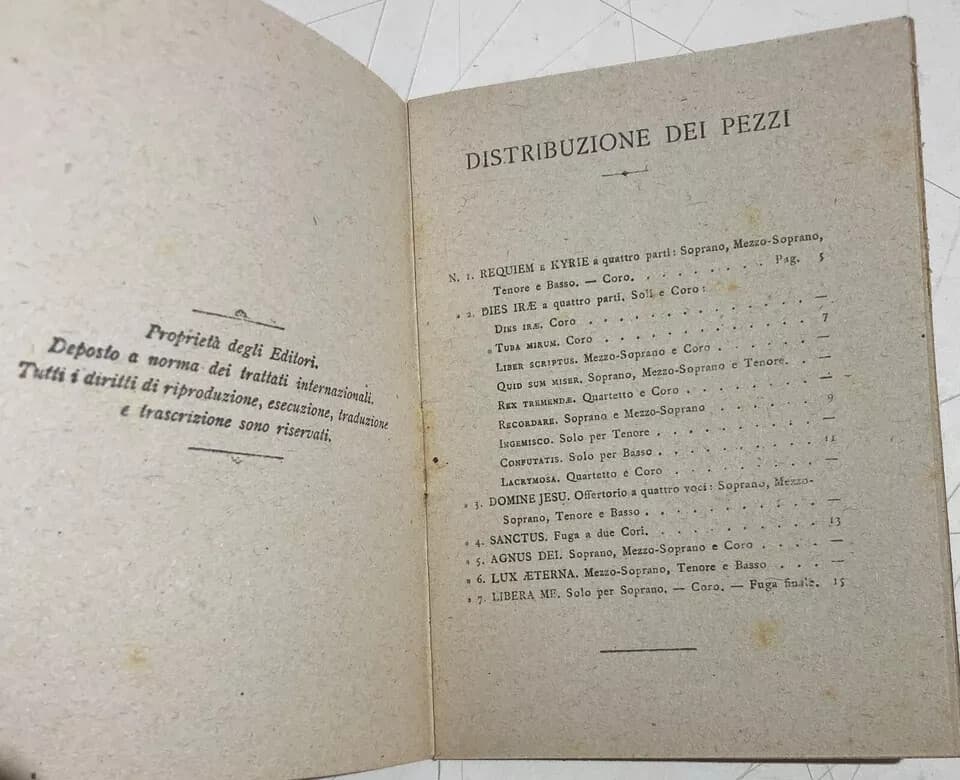 Proprietà degli Editori.
Deposto a norma dei trattati internazionali.
Tutti i diritti di riproduzione, esecuzione, traduzione
e trascrizione sono riservati.
DISTRIBUZIONE DEI PEZZI
N. 1. REQUIEM E KYRIE a quattro parti: Soprano, Mezzo-Soprano,
Tenore e Basso. — Coro. . . . . . . . . Pag. 5
» 2. DIES IRÆ a quattro parti. Soli e Coro:
DIES IRÆ. Coro . . . . . . . . . . . —
» TUBA MIRUM. Coro . . . . . . . . . . 7
LIBER SCRIPTUS. Mezzo-Soprano e Coro . . . . . —
QUID SUM MISER. Soprano, Mezzo-Soprano e Tenore. . —
REX TREMENDÆ. Quartetto e Coro . . . . . . —
RECORDARE. Soprano e Mezzo-Soprano . . . . . . 9
INGEMISCO. Solo per Tenore . . . . . . . . —
CONFUTATIS. Solo per Basso . . . . . . . . 11
LACRYMOSA. Quartetto e Coro . . . . . . . —
» 3. DOMINE JESU. Offertorio a quattro voci: Soprano, Mezzo-
Soprano, Tenore e Basso . . . . . . . . . —
» 4. SANCTUS. Fuga a due Cori. . . . . . . . . 13
» 5. AGNUS DEI. Soprano, Mezzo-Soprano e Coro . . . . —
» 6. LUX ÆTERNA. Mezzo-Soprano, Tenore e Basso . . . —
» 7. LIBERA ME. Solo per Soprano. — Coro. — Fuga finale. 15